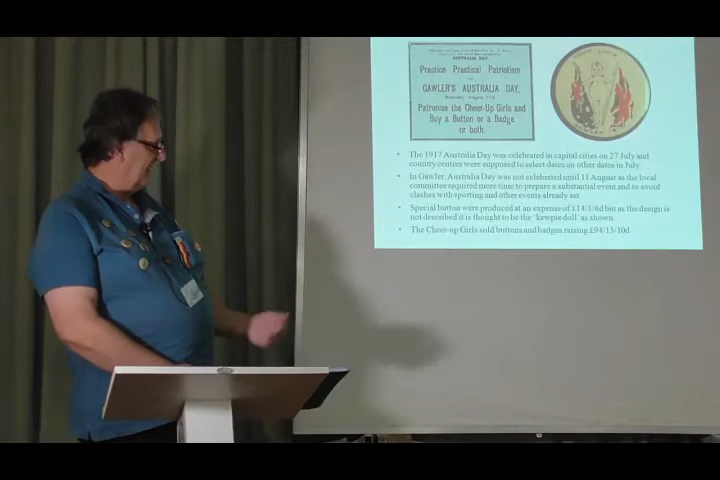 AUSTRALIA DAY.
Practice Practical Patriotism
GAWLER'S AUSTRALIA DAY,
Patronise the Cheer-Up Girls and
Buy a Button or a Badge
or both.
• The 1917 Australia Day was celebrated in capital cities on 27 July and
country centres were supposed to select dates on other dates in July.
• In Gawler, Australia Day was not celebrated until 11 August as the local
committee required more time to prepare a substantial event and to avoid
clashes with sporting and other events already set.
• Special button were produced at an expense of £14/1/6d but as the design is
not described it is thought to be the 'kewpie doll' as shown.
• The Cheer-up Girls sold buttons and badges raising £94/13/10d